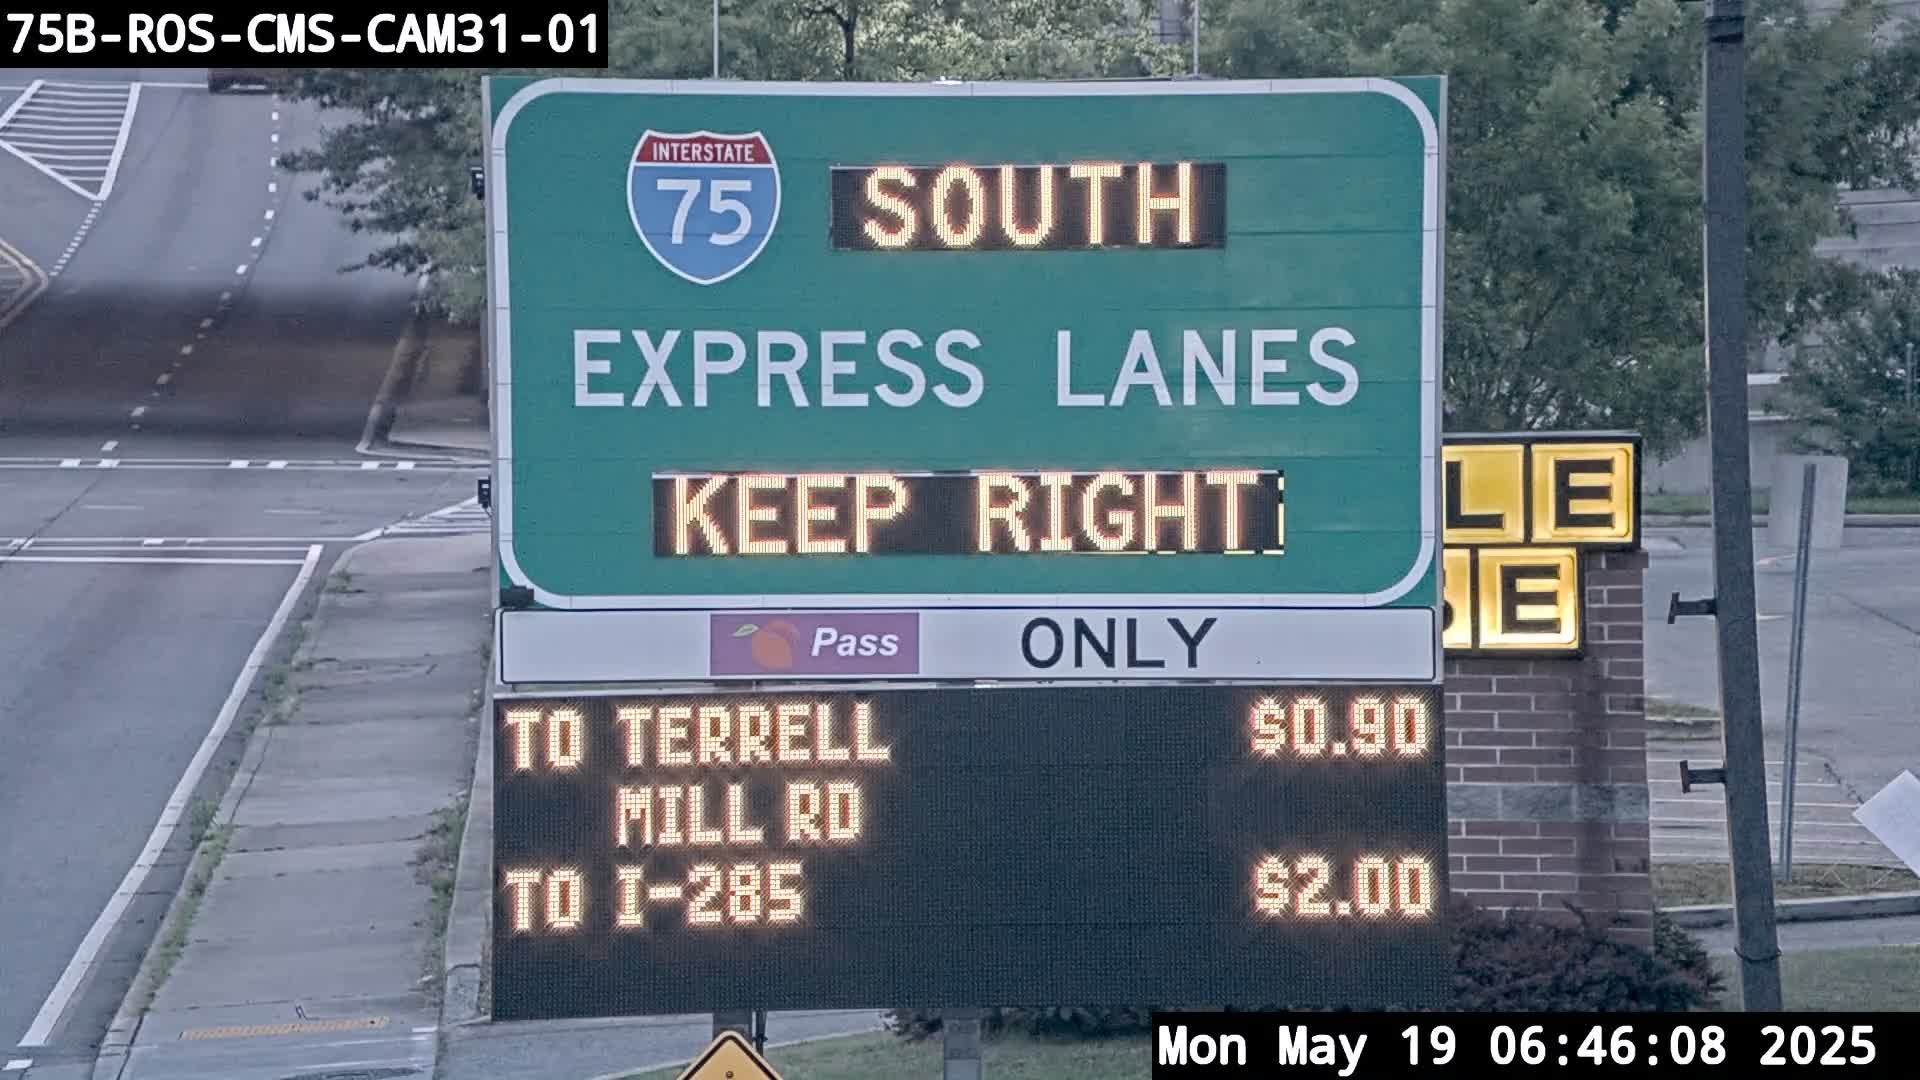 75B-ROS-CMS-CAM31-01
INTERSTATE
75
SOUTH
EXPRESS LANES
KEEP RIGHT
Pass ONLY
TO TERRELL $0.90
MILL RD
TO I-285 $2.00
LE
E
Mon May 19 06:46:08 2025